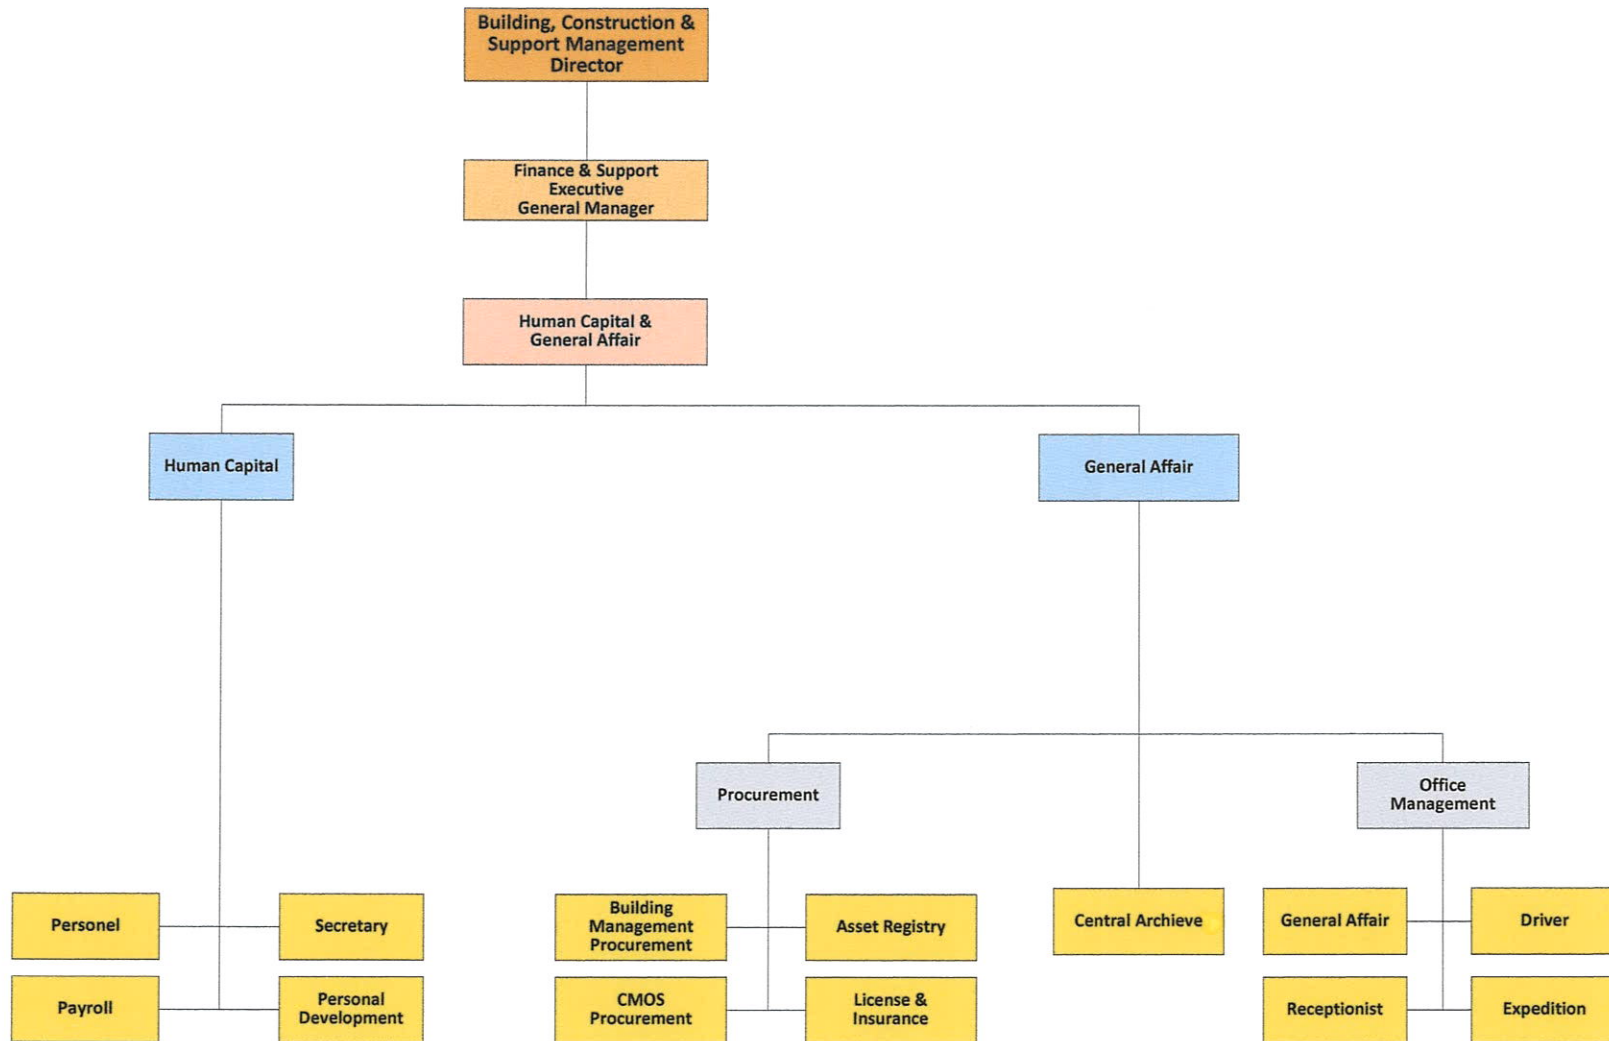 Building, Construction &
Support Management
Director
Finance & Support
Executive
General Manager
Human Capital &
General Affair
Human Capital
General Affair
Procurement
Office
Management
Personel
Secretary
Building
Management
Procurement
Asset Registry
Central Archieve
General Affair
Driver
Payroll
Personal
Development
CMOS
Procurement
License &
Insurance
Receptionist
Expedition